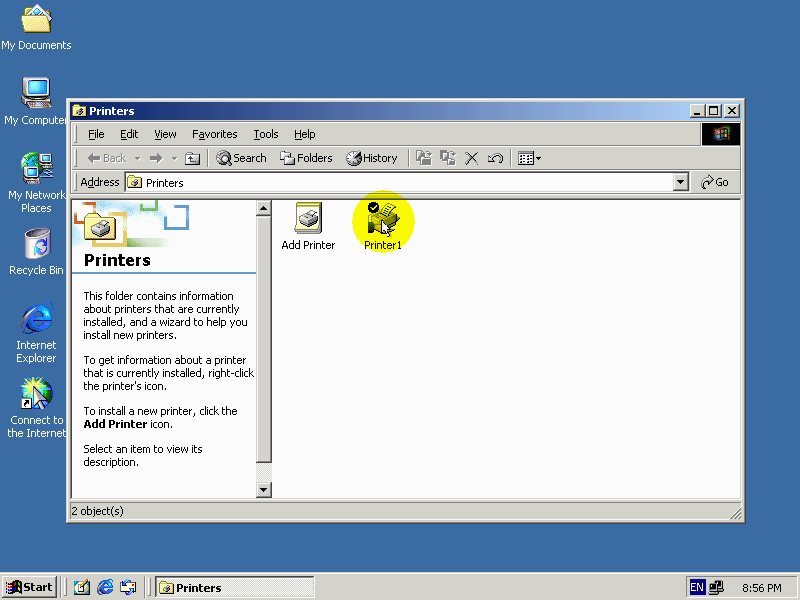 My Documents
My Compute
My Network
Places
Recycle Bin
Internet
Explorer
Connect to
the Internet
Printers
File Edit View Favorites Tools Help
Back Search Folders History
Address Printers Go
Printers
This folder contains information
about printers that are currently
installed, and a wizard to help you
install new printers.
To get information about a printer
that is currently installed, right-click
the printer's icon.
To install a new printer, click the
Add Printer icon.
Select an item to view its
description.
Add Printer Printer1
2 object(s)
Start Printers EN 8:56 PM